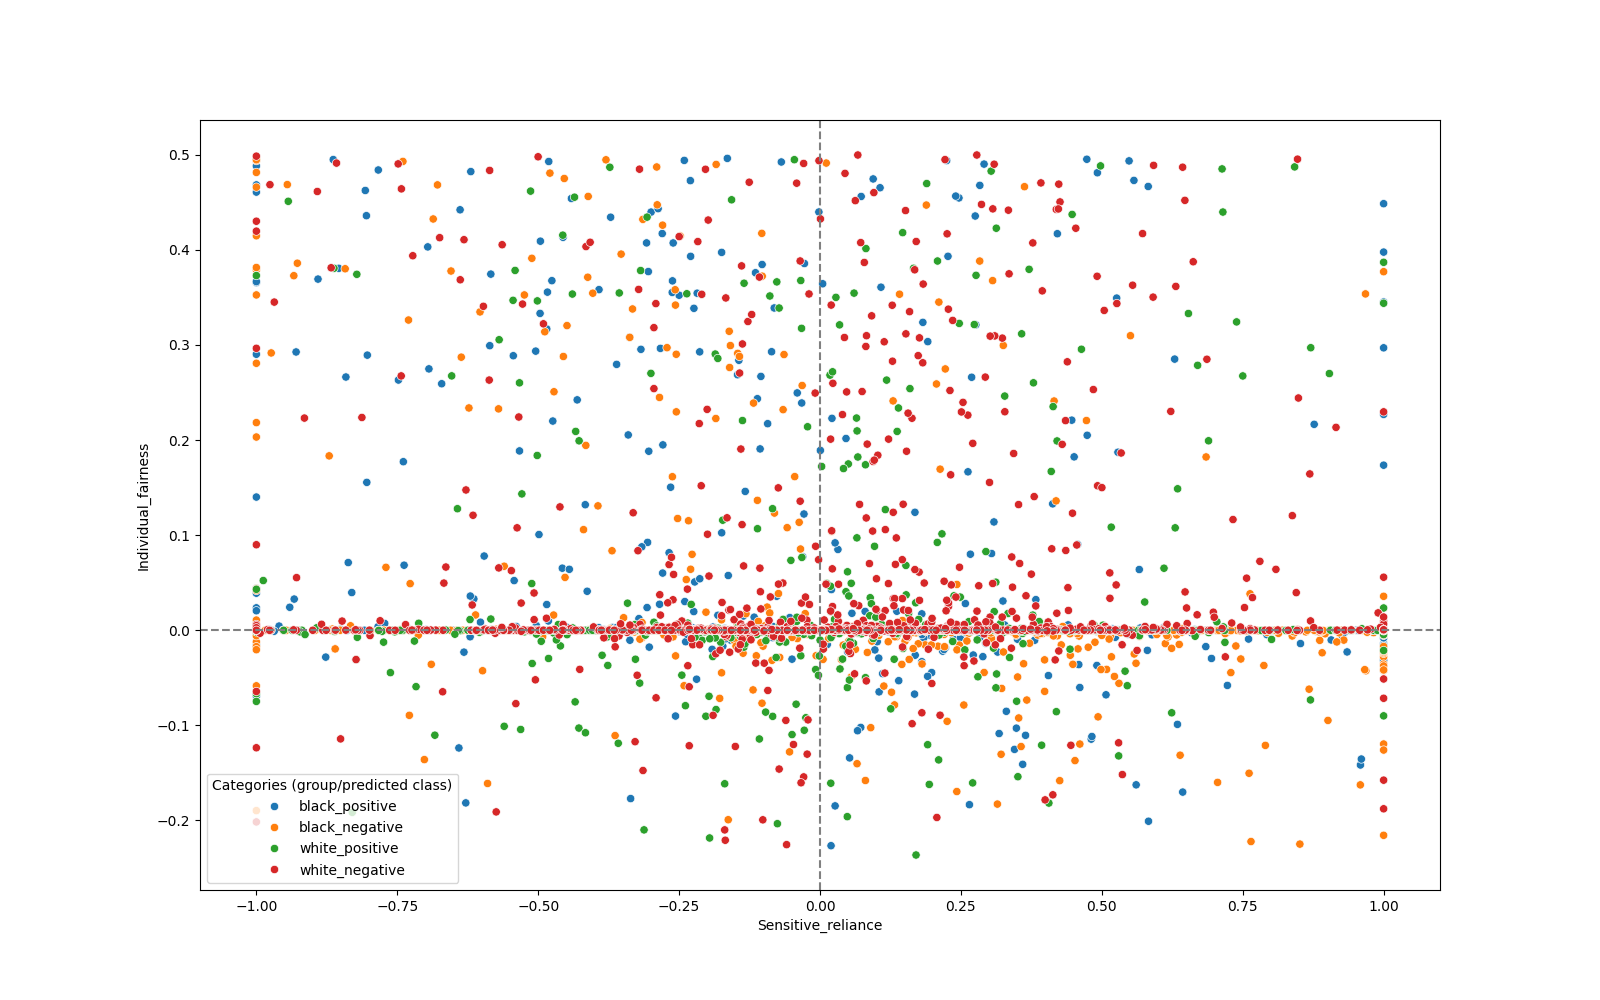 0.5
0.4
0.3
0.2
0.1
0.0
−0.1
−0.2
Individual_fairness
Categories (group/predicted class)
black_positive
black_negative
white_positive
white_negative
−1.00 −0.75 −0.50 −0.25 0.00 0.25 0.50 0.75 1.00
Sensitive_reliance